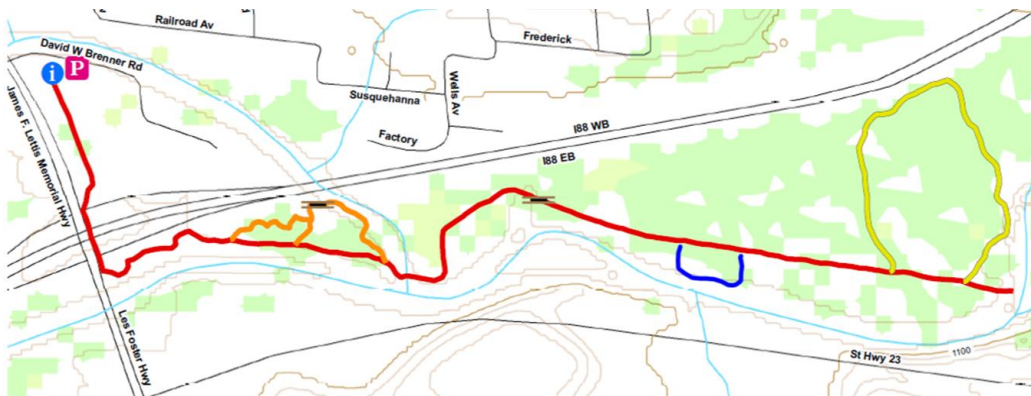 Railroad Av
Frederick
David W Brenner Rd
i
P
Susquehanna
Wells Av
Factory
I88 WB
I88 EB
James F. Lettis Memorial Hwy
Les Foster Hwy
St Hwy 23
1100